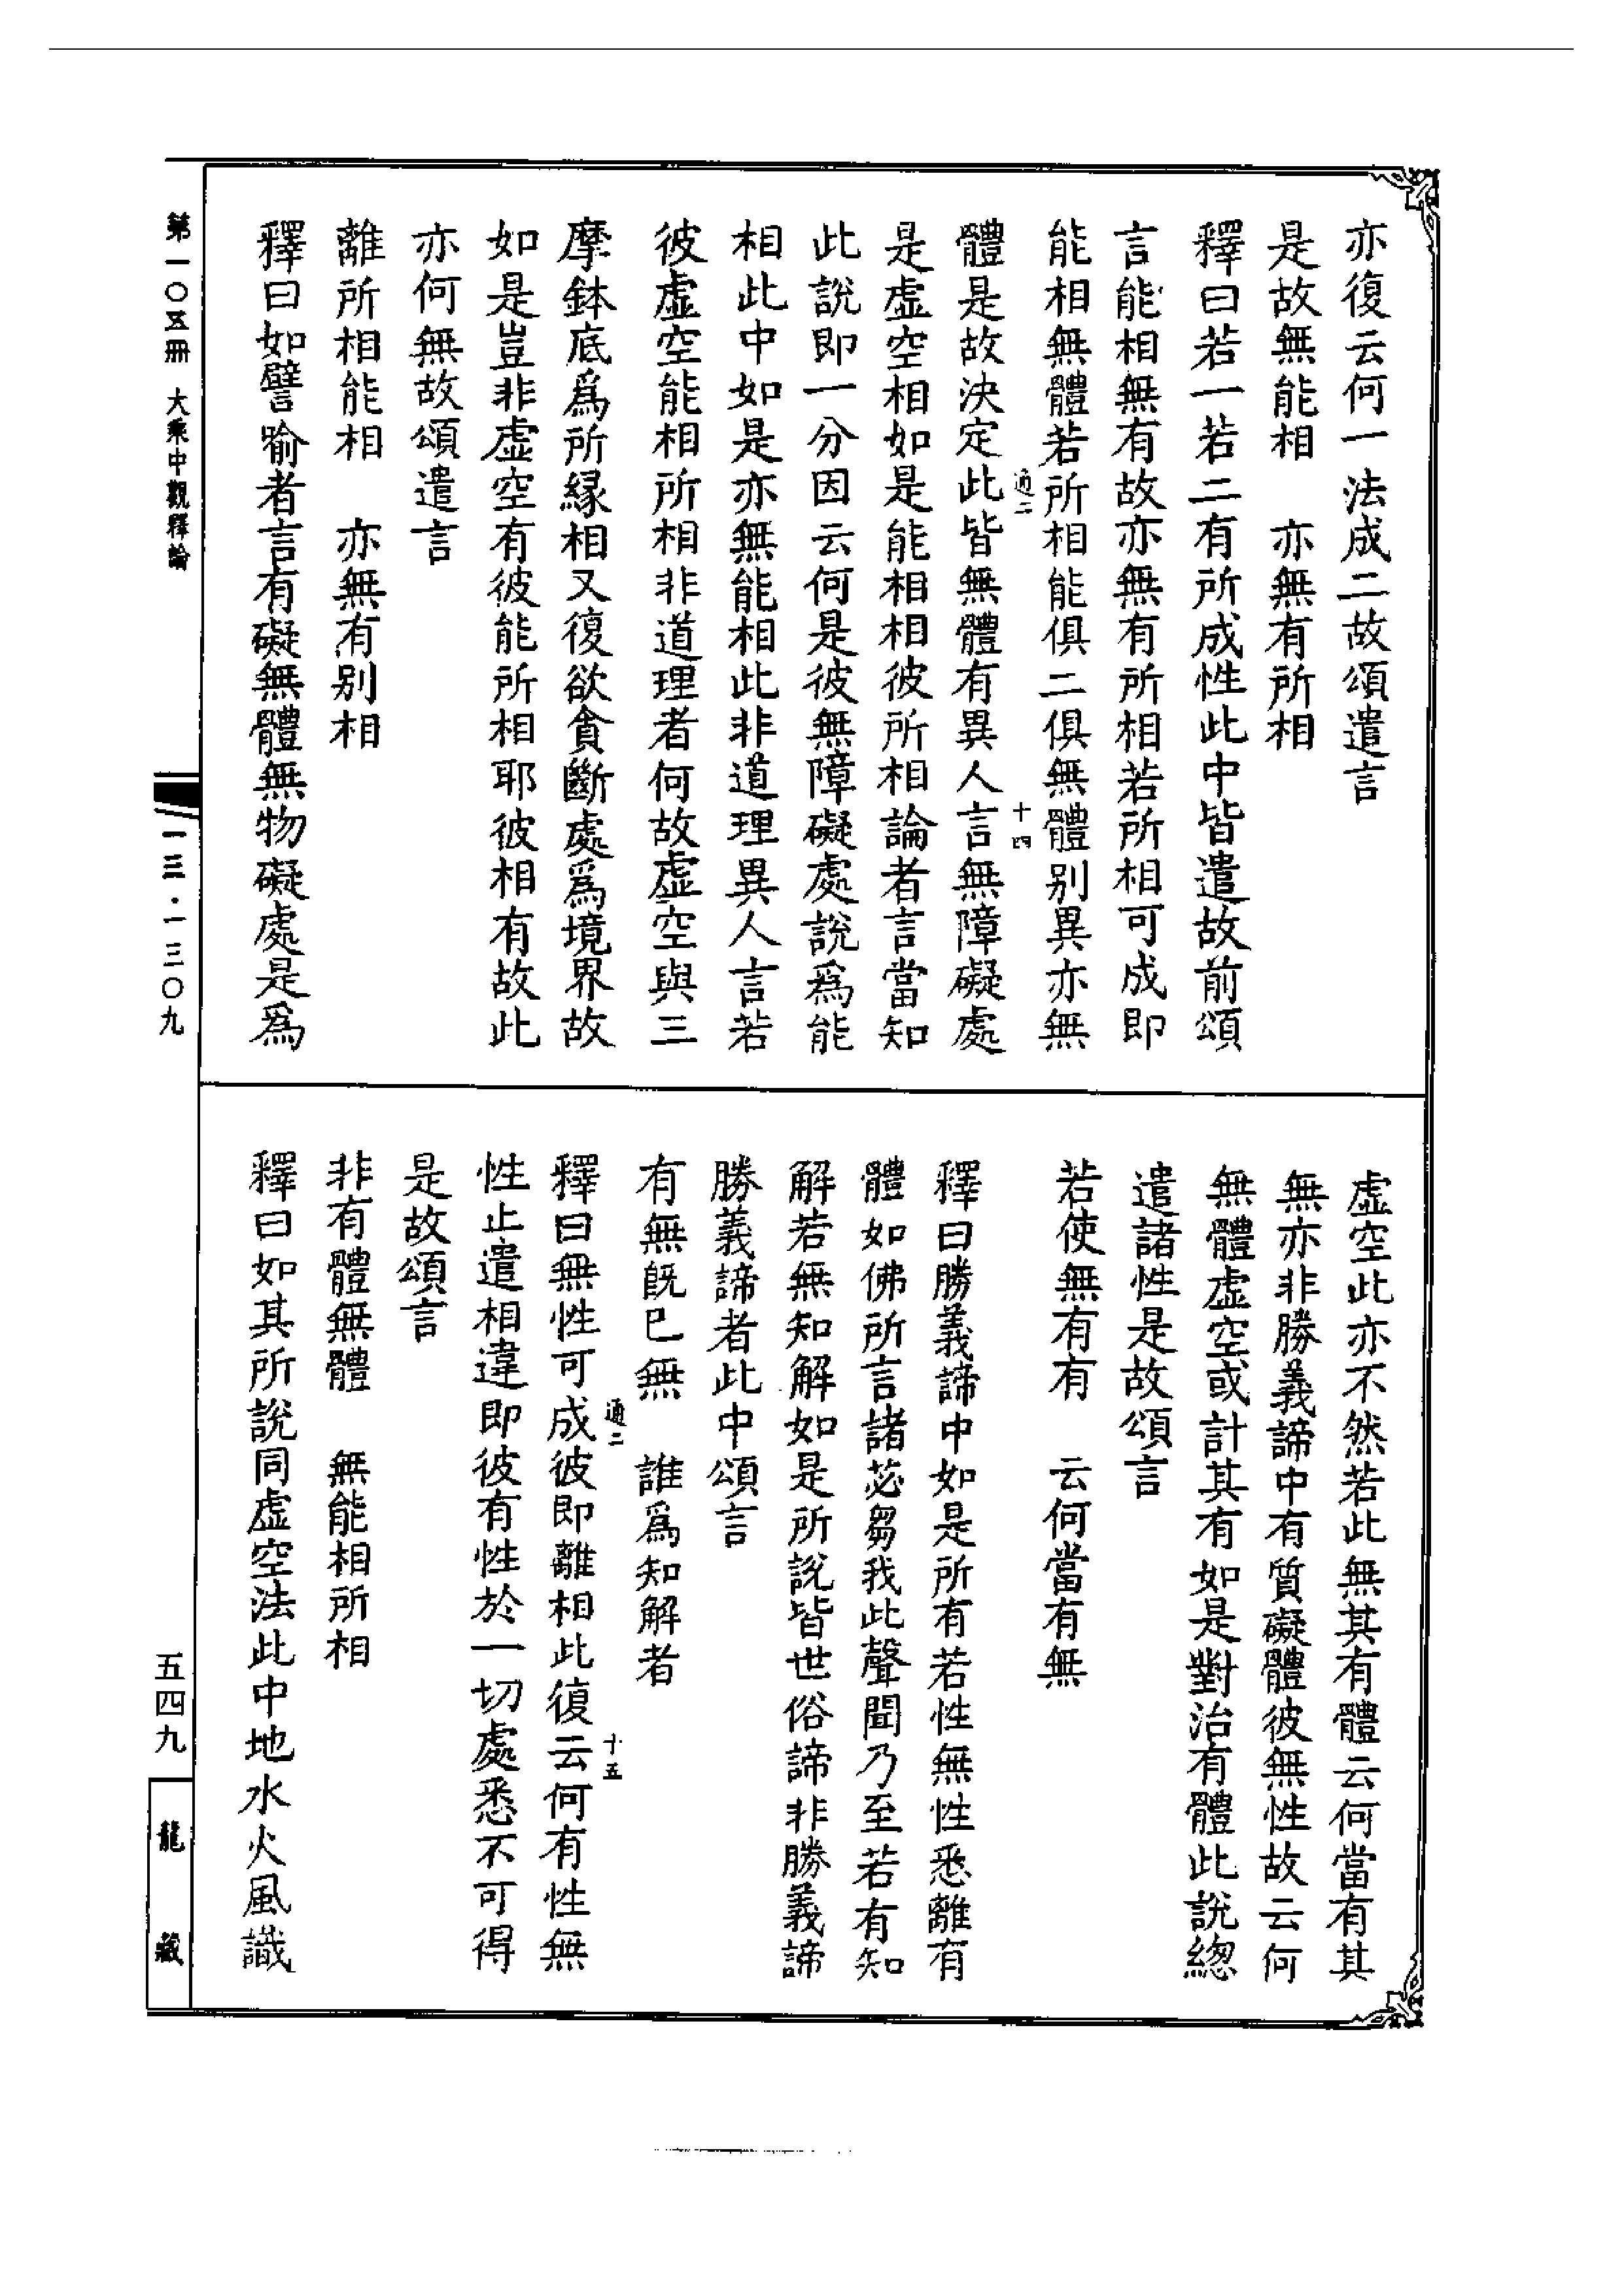 亦復云何一法成二故頌遣言
是故無能相　亦無有所相
釋曰若一若二有所成性此中皆遣故前頌
言能相無有故亦無有所相若所相可成即
能相無體若所相能俱二俱無體別異亦無
通二　十四
體是故決定此皆無體有異人言無障礙處
是虛空相如是能相相彼所相論者言當知
此說即一分因云何是彼無障礙處說為能
相此中如是亦無能相此非道理異人言若
彼虛空能相所相非道理者何故虛空與三
摩鉢底爲所緣相又復欲貪斷處爲境界故
如是豈非虛空有彼能所相耶彼相有故此
亦何無故頌遣言
離所相能相　亦無有別相
釋曰如譬喻者言有礙無體無物礙處是爲
虛空此亦不然若此無其有體云何當有其
無亦非勝義諦中有質礙體彼無性故云何
無體虛空或計其有如是對治有體此說總
遣諸性是故頌言
若使無有有　云何當有無
釋曰勝義諦中如是所有若性無性悉離有
體如佛所言諸苾芻我此聲聞乃至若有知
解若無知解如是所說皆世俗諦非勝義諦
勝義諦者此中頌言
有無既已無　誰爲知解者
通二　十五
釋曰無性可成彼即離相此復云何有性無
性止遣相違即彼有性於一切處悉不可得
是故頌言
非有體無體　無能相所相
釋曰如其所說同虛空法此中地水火風識
第一〇五冊　大乘中觀釋論
一三·一三〇九
五四九
龍藏